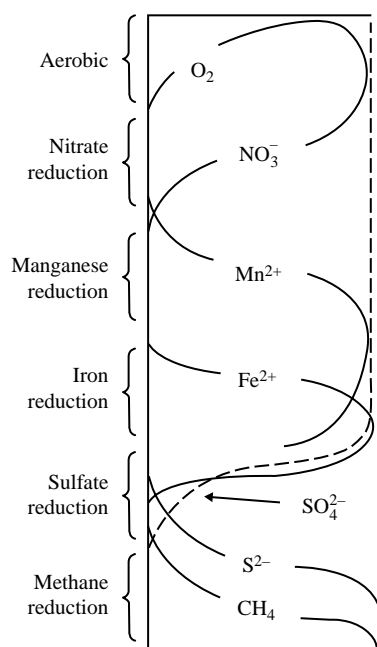 Aerobic
O₂
Nitrate
reduction
NO₃⁻
Manganese
reduction
Mn²⁺
Iron
reduction
Fe²⁺
Sulfate
reduction
SO₄²⁻
S²⁻
Methane
reduction
CH₄